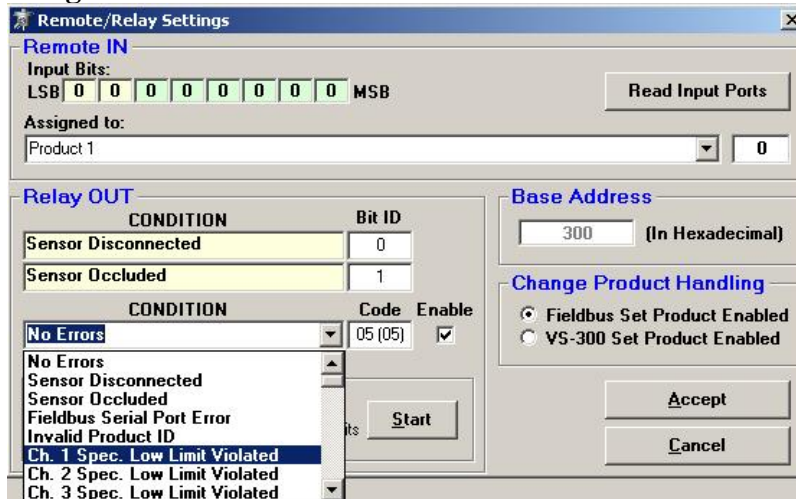 Remote/Relay Settings
Remote IN
Input Bits:
LSB 0 0 0 0 0 0 0 0 MSB
Read Input Ports
Assigned to:
Product 1 0
Relay OUT
CONDITION Bit ID
Sensor Disconnected 0
Sensor Occluded 1
CONDITION Code Enable
No Errors 05 (05)
No Errors
Sensor Disconnected
Sensor Occluded
Fieldbus Serial Port Error
Invalid Product ID
Ch. 1 Spec. Low Limit Violated
Ch. 2 Spec. Low Limit Violated
Ch. 3 Spec. Low Limit Violated
Start
Base Address
300 (In Hexadecimal)
Change Product Handling
Fieldbus Set Product Enabled
VS-300 Set Product Enabled
Accept
Cancel